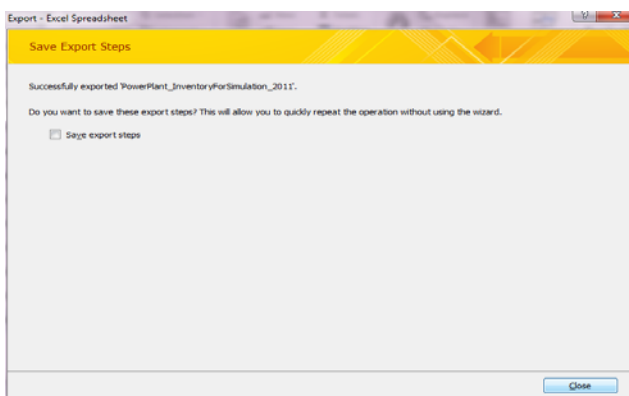 Export - Excel Spreadsheet
Save Export Steps
Successfully exported 'PowerPlant_InventoryForSimulation_2011'.
Do you want to save these export steps? This will allow you to quickly repeat the operation without using the wizard.
Save export steps
Close